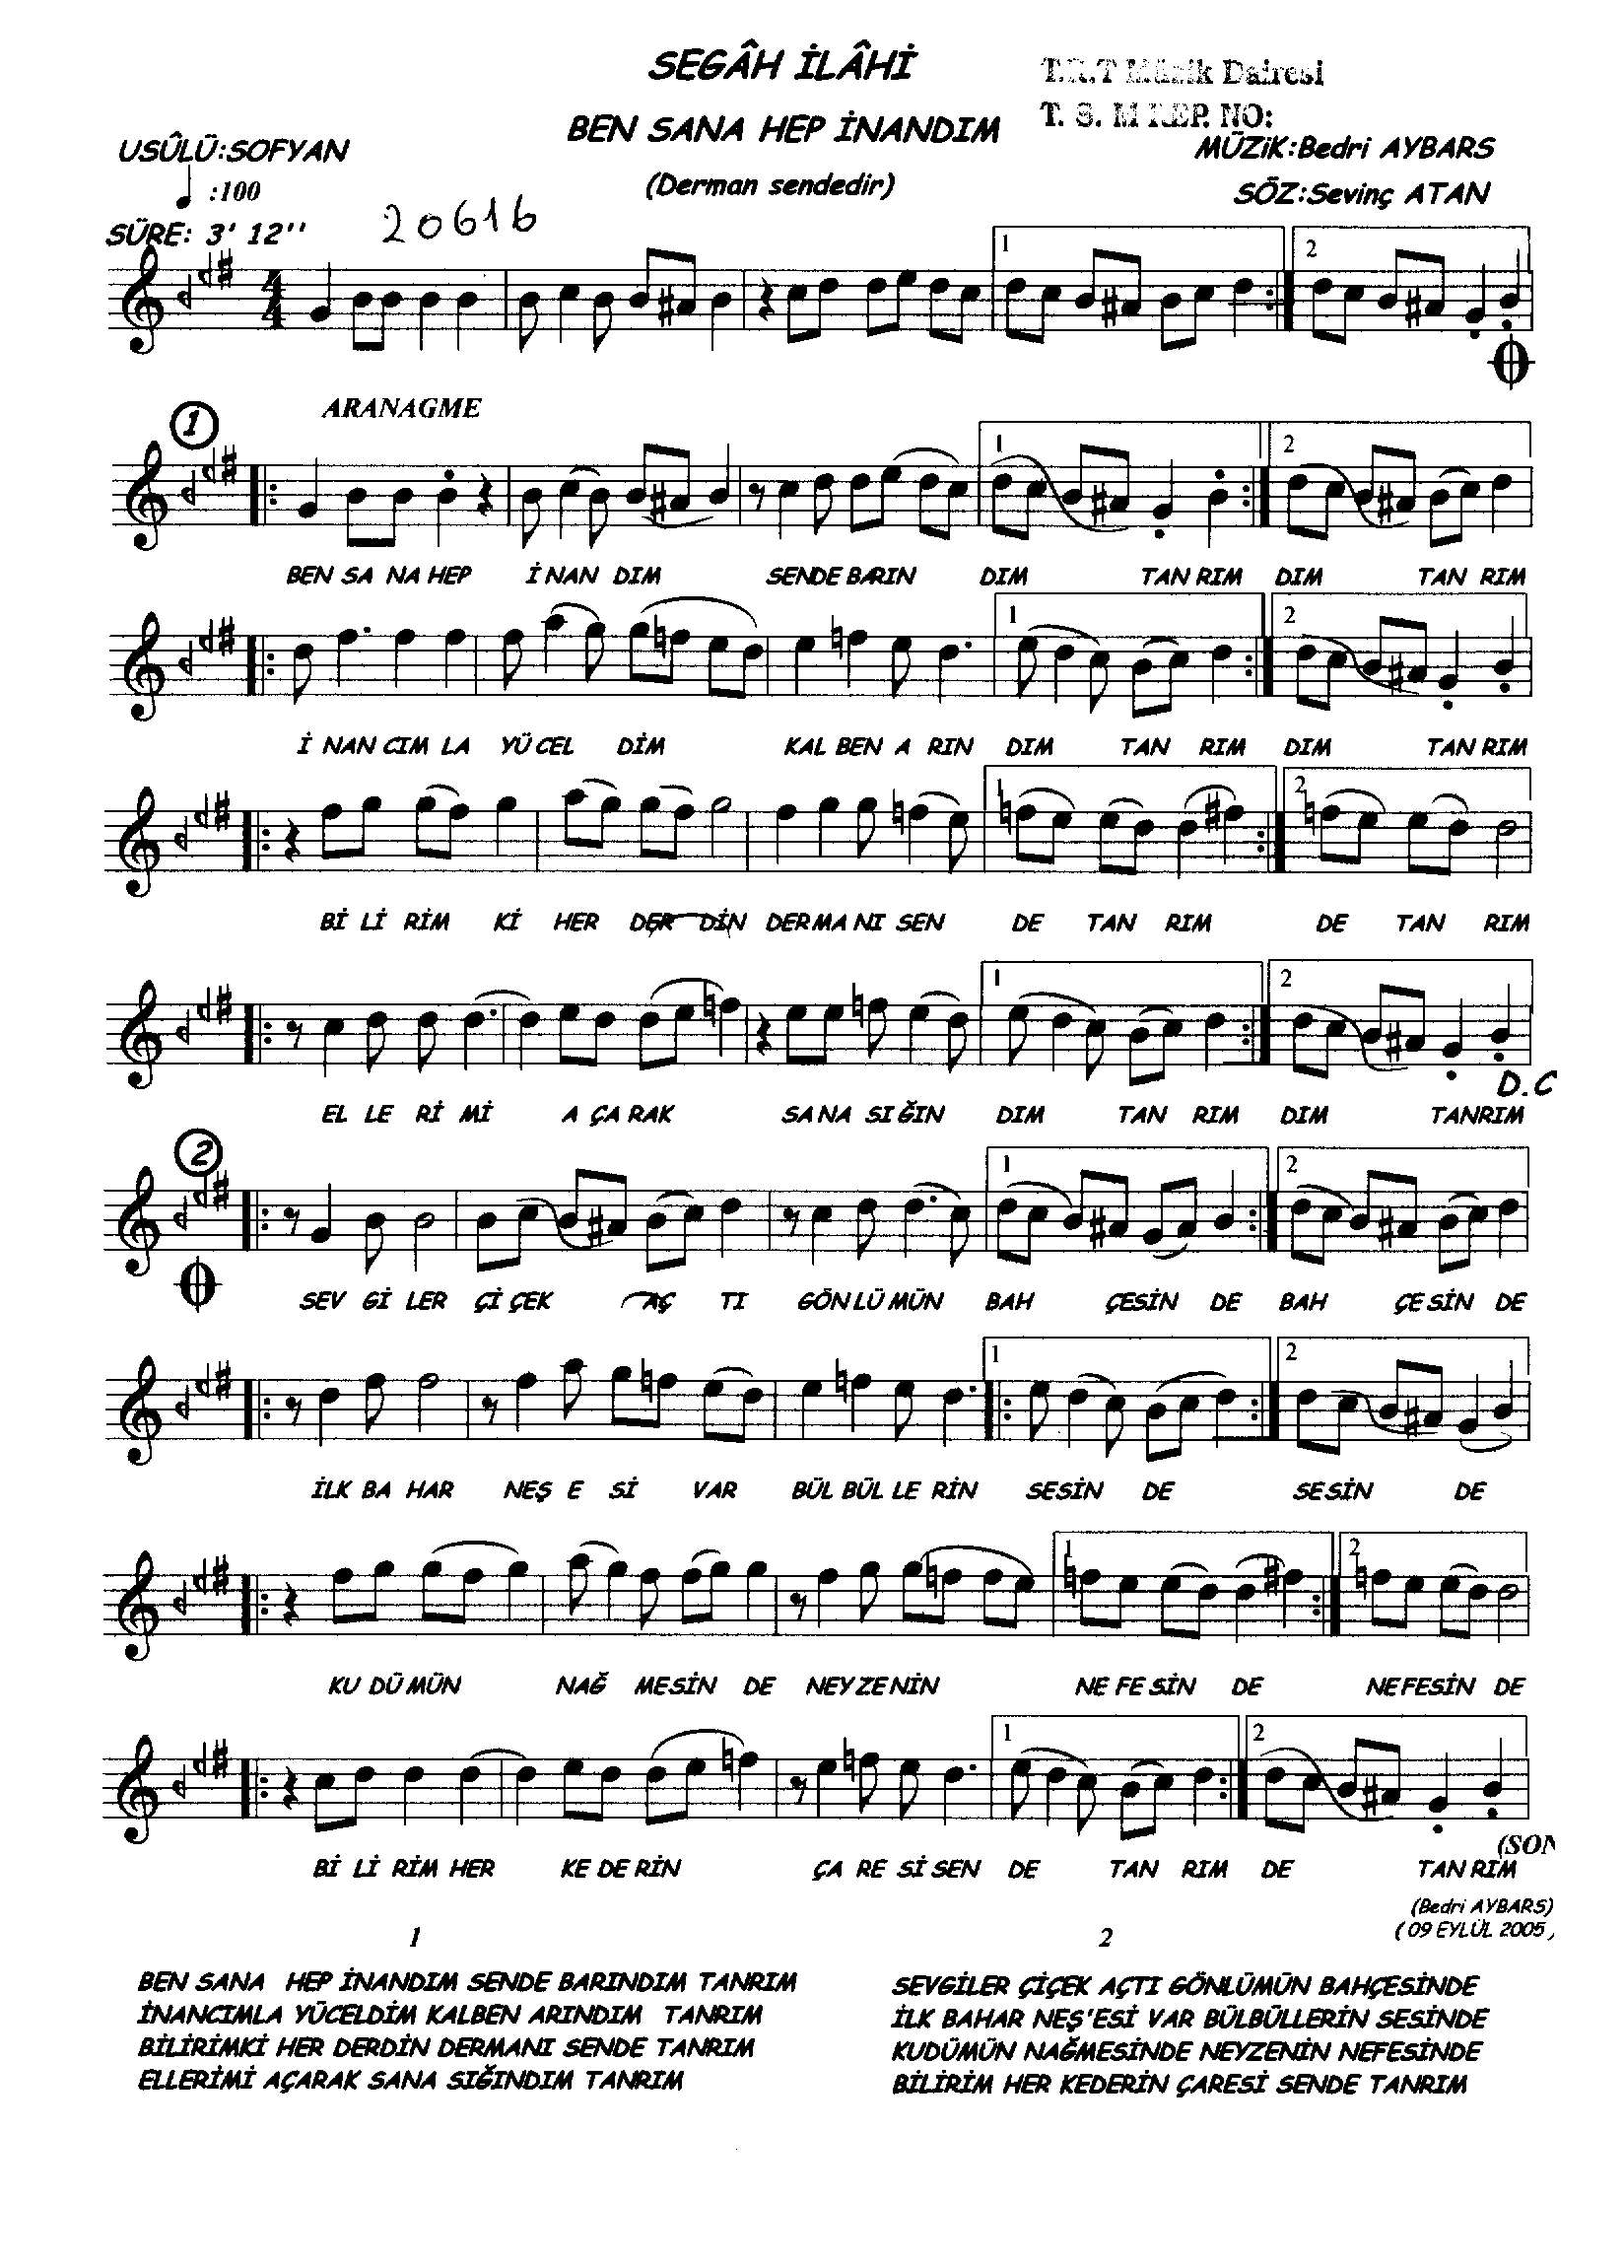 SEGÂH İLÂHİ
T.R.T Müzik Dairesi
BEN SANA HEP İNANDIM
T. S. M REP. NO:
USÛLÜ:SOFYAN
MÜZiK:Bedri AYBARS
:100
(Derman sendedir)
SÖZ:Sevinç ATAN
SÜRE: 3' 12''
20616
1 2
4
4
ARANAGME
1
1 2
BEN SA NA HEP İ NAN DIM SENDE BARIN DIM TAN RIM DIM TAN RIM
1 2
İ NAN CIM LA YÜ CEL DİM KAL BEN A RIN DIM TAN RIM DIM TAN RIM
1 2
Bİ Lİ RİM Kİ HER DER DİN DERMA NI SEN DE TAN RIM DE TAN RIM
1 2
D.C
EL LE Rİ Mİ A ÇA RAK SA NA SI ĞIN DIM TAN RIM DIM TANRIM
2
1 2
SEV Gİ LER Çİ ÇEK AÇ TI GÖN LÜ MÜN BAH ÇESİN DE BAH ÇE SİN DE
1 2
İLK BA HAR NEŞ E Sİ VAR BÜL BÜL LE RİN SESİN DE SE SİN DE
1 2
KU DÜ MÜN NAĞ MESİN DE NEY ZE NİN NE FE SİN DE NEFESİN DE
1 2
(SON
Bİ Lİ RİM HER KE DE RİN ÇA RE Sİ SEN DE TAN RIM DE TAN RIM
(Bedri AYBARS)
( 09 EYLÜL 2005 )
1
BEN SANA HEP İNANDIM SENDE BARINDIM TANRIM
İNANCIMLA YÜCELDİM KALBEN ARINDIM TANRIM
BİLİRİMKİ HER DERDİN DERMANI SENDE TANRIM
ELLERİMİ AÇARAK SANA SIĞINDIM TANRIM
2
SEVGİLER ÇİÇEK AÇTI GÖNLÜMÜN BAHÇESİNDE
İLK BAHAR NEŞ'ESİ VAR BÜLBÜLLERİN SESİNDE
KUDÜMÜN NAĞMESİNDE NEYZENİN NEFESİNDE
BİLİRİM HER KEDERİN ÇARESİ SENDE TANRIM